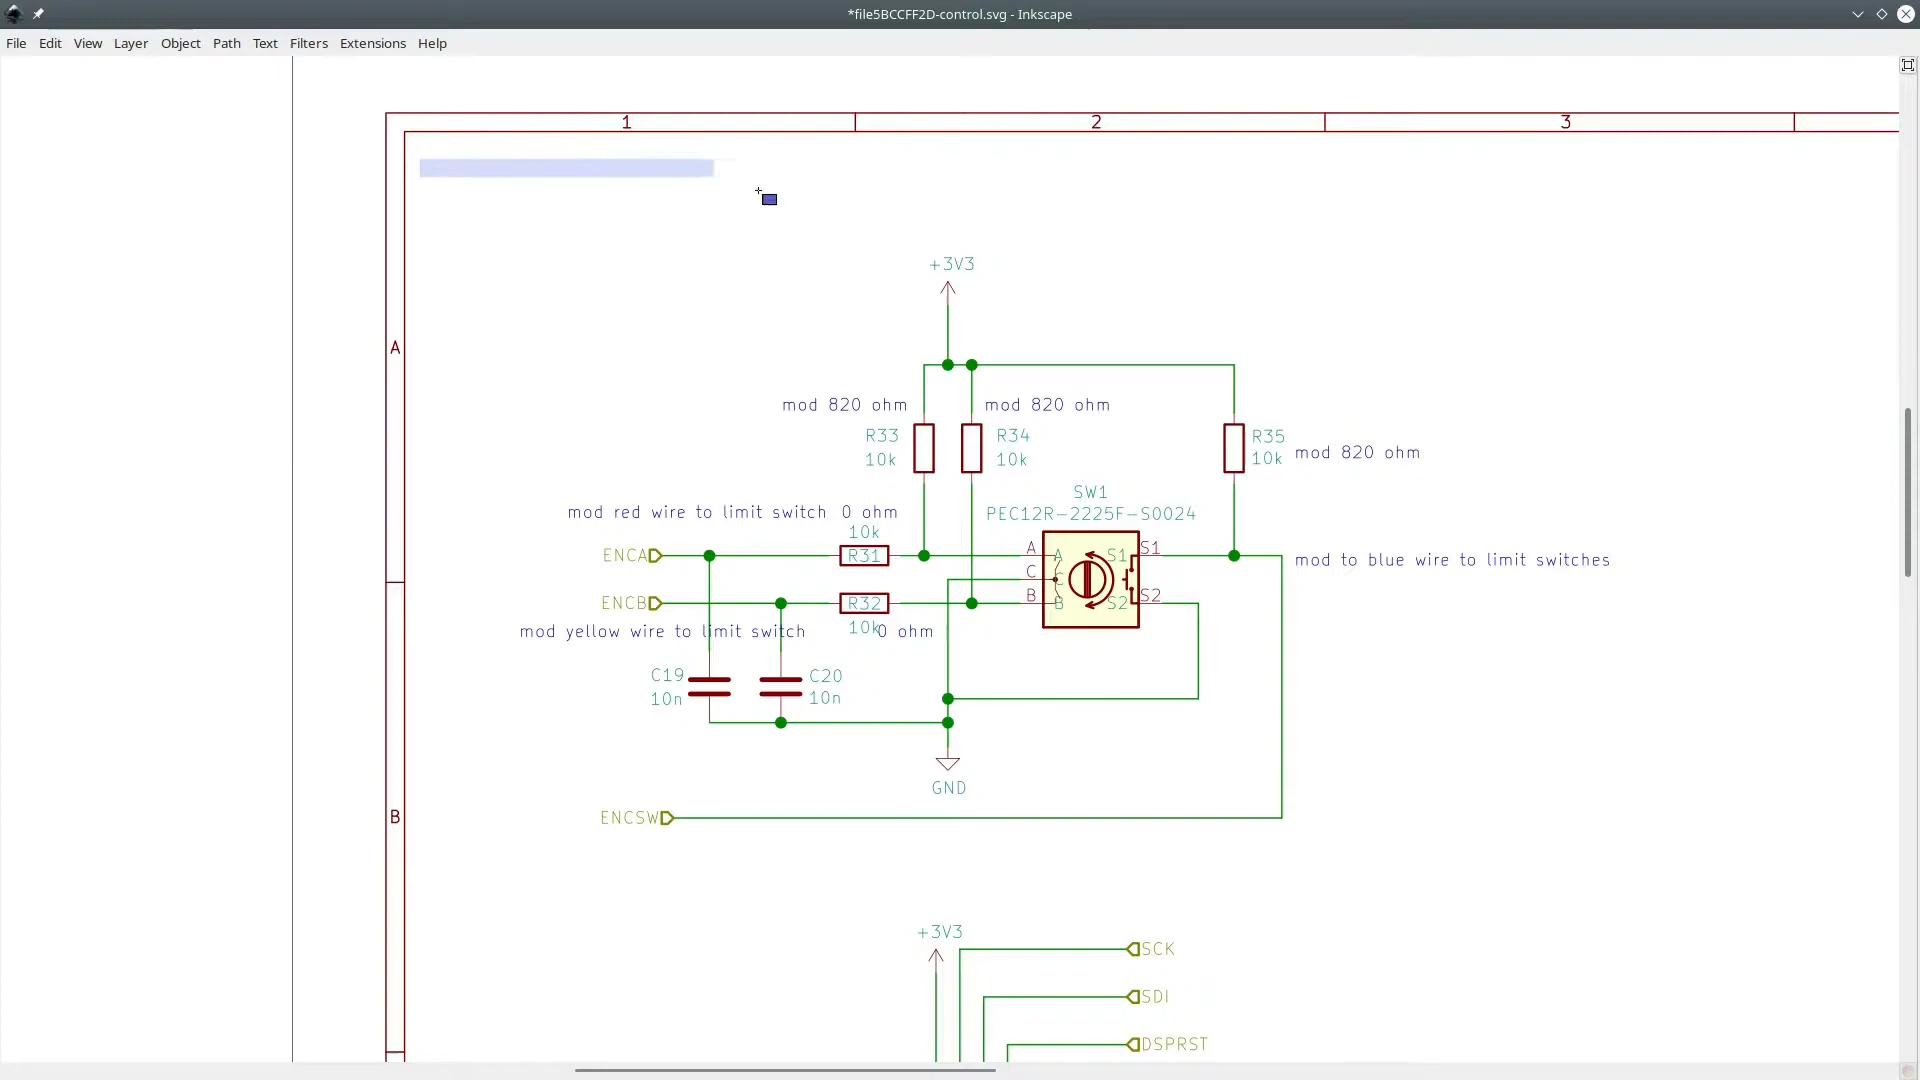 *file5BCCFF2D-control.svg - Inkscape
File Edit View Layer Object Path Text Filters Extensions Help
1 2 3
+3V3
A
mod 820 ohm mod 820 ohm
R33 R34 R35
10k 10k 10k mod 820 ohm
SW1
mod red wire to limit switch 0 ohm PEC12R-2225F-S0024
10k
ENCA R31 A A S1 S1 mod to blue wire to limit switches
C C
ENCB R32 B B S2 S2
mod yellow wire to limit switch 10k 0 ohm
C19 C20
10n 10n
GND
B ENCSW
+3V3
SCK
SDI
DSPRST